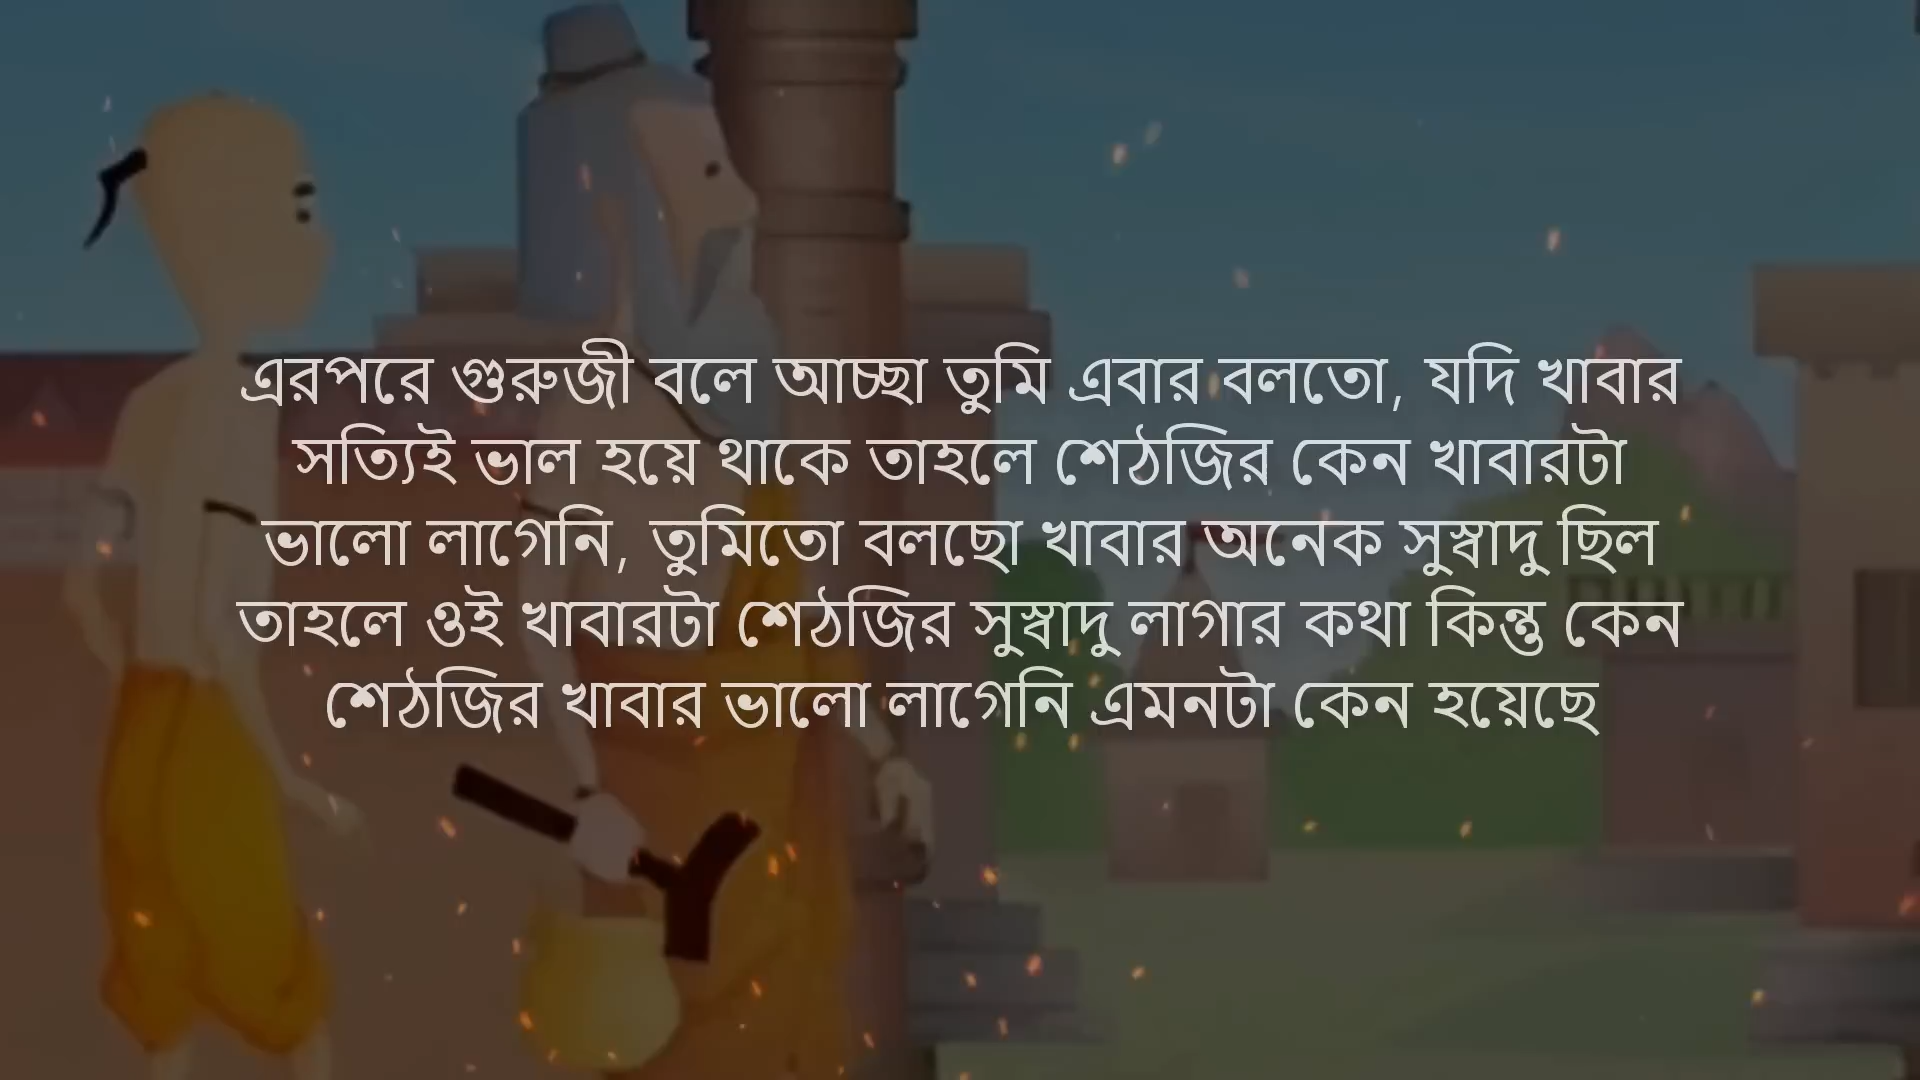 এরপরে গুরুজী বলে আচ্ছা তুমি এবার বলতো, যদি খাবার
সত্যিই ভাল হয়ে থাকে তাহলে শেঠজির কেন খাবারটা
ভালো লাগেনি, তুমিতো বলছো খাবার অনেক সুস্বাদু ছিল
তাহলে ওই খাবারটা শেঠজির সুস্বাদু লাগার কথা কিন্তু কেন
শেঠজির খাবার ভালো লাগেনি এমনটা কেন হয়েছে